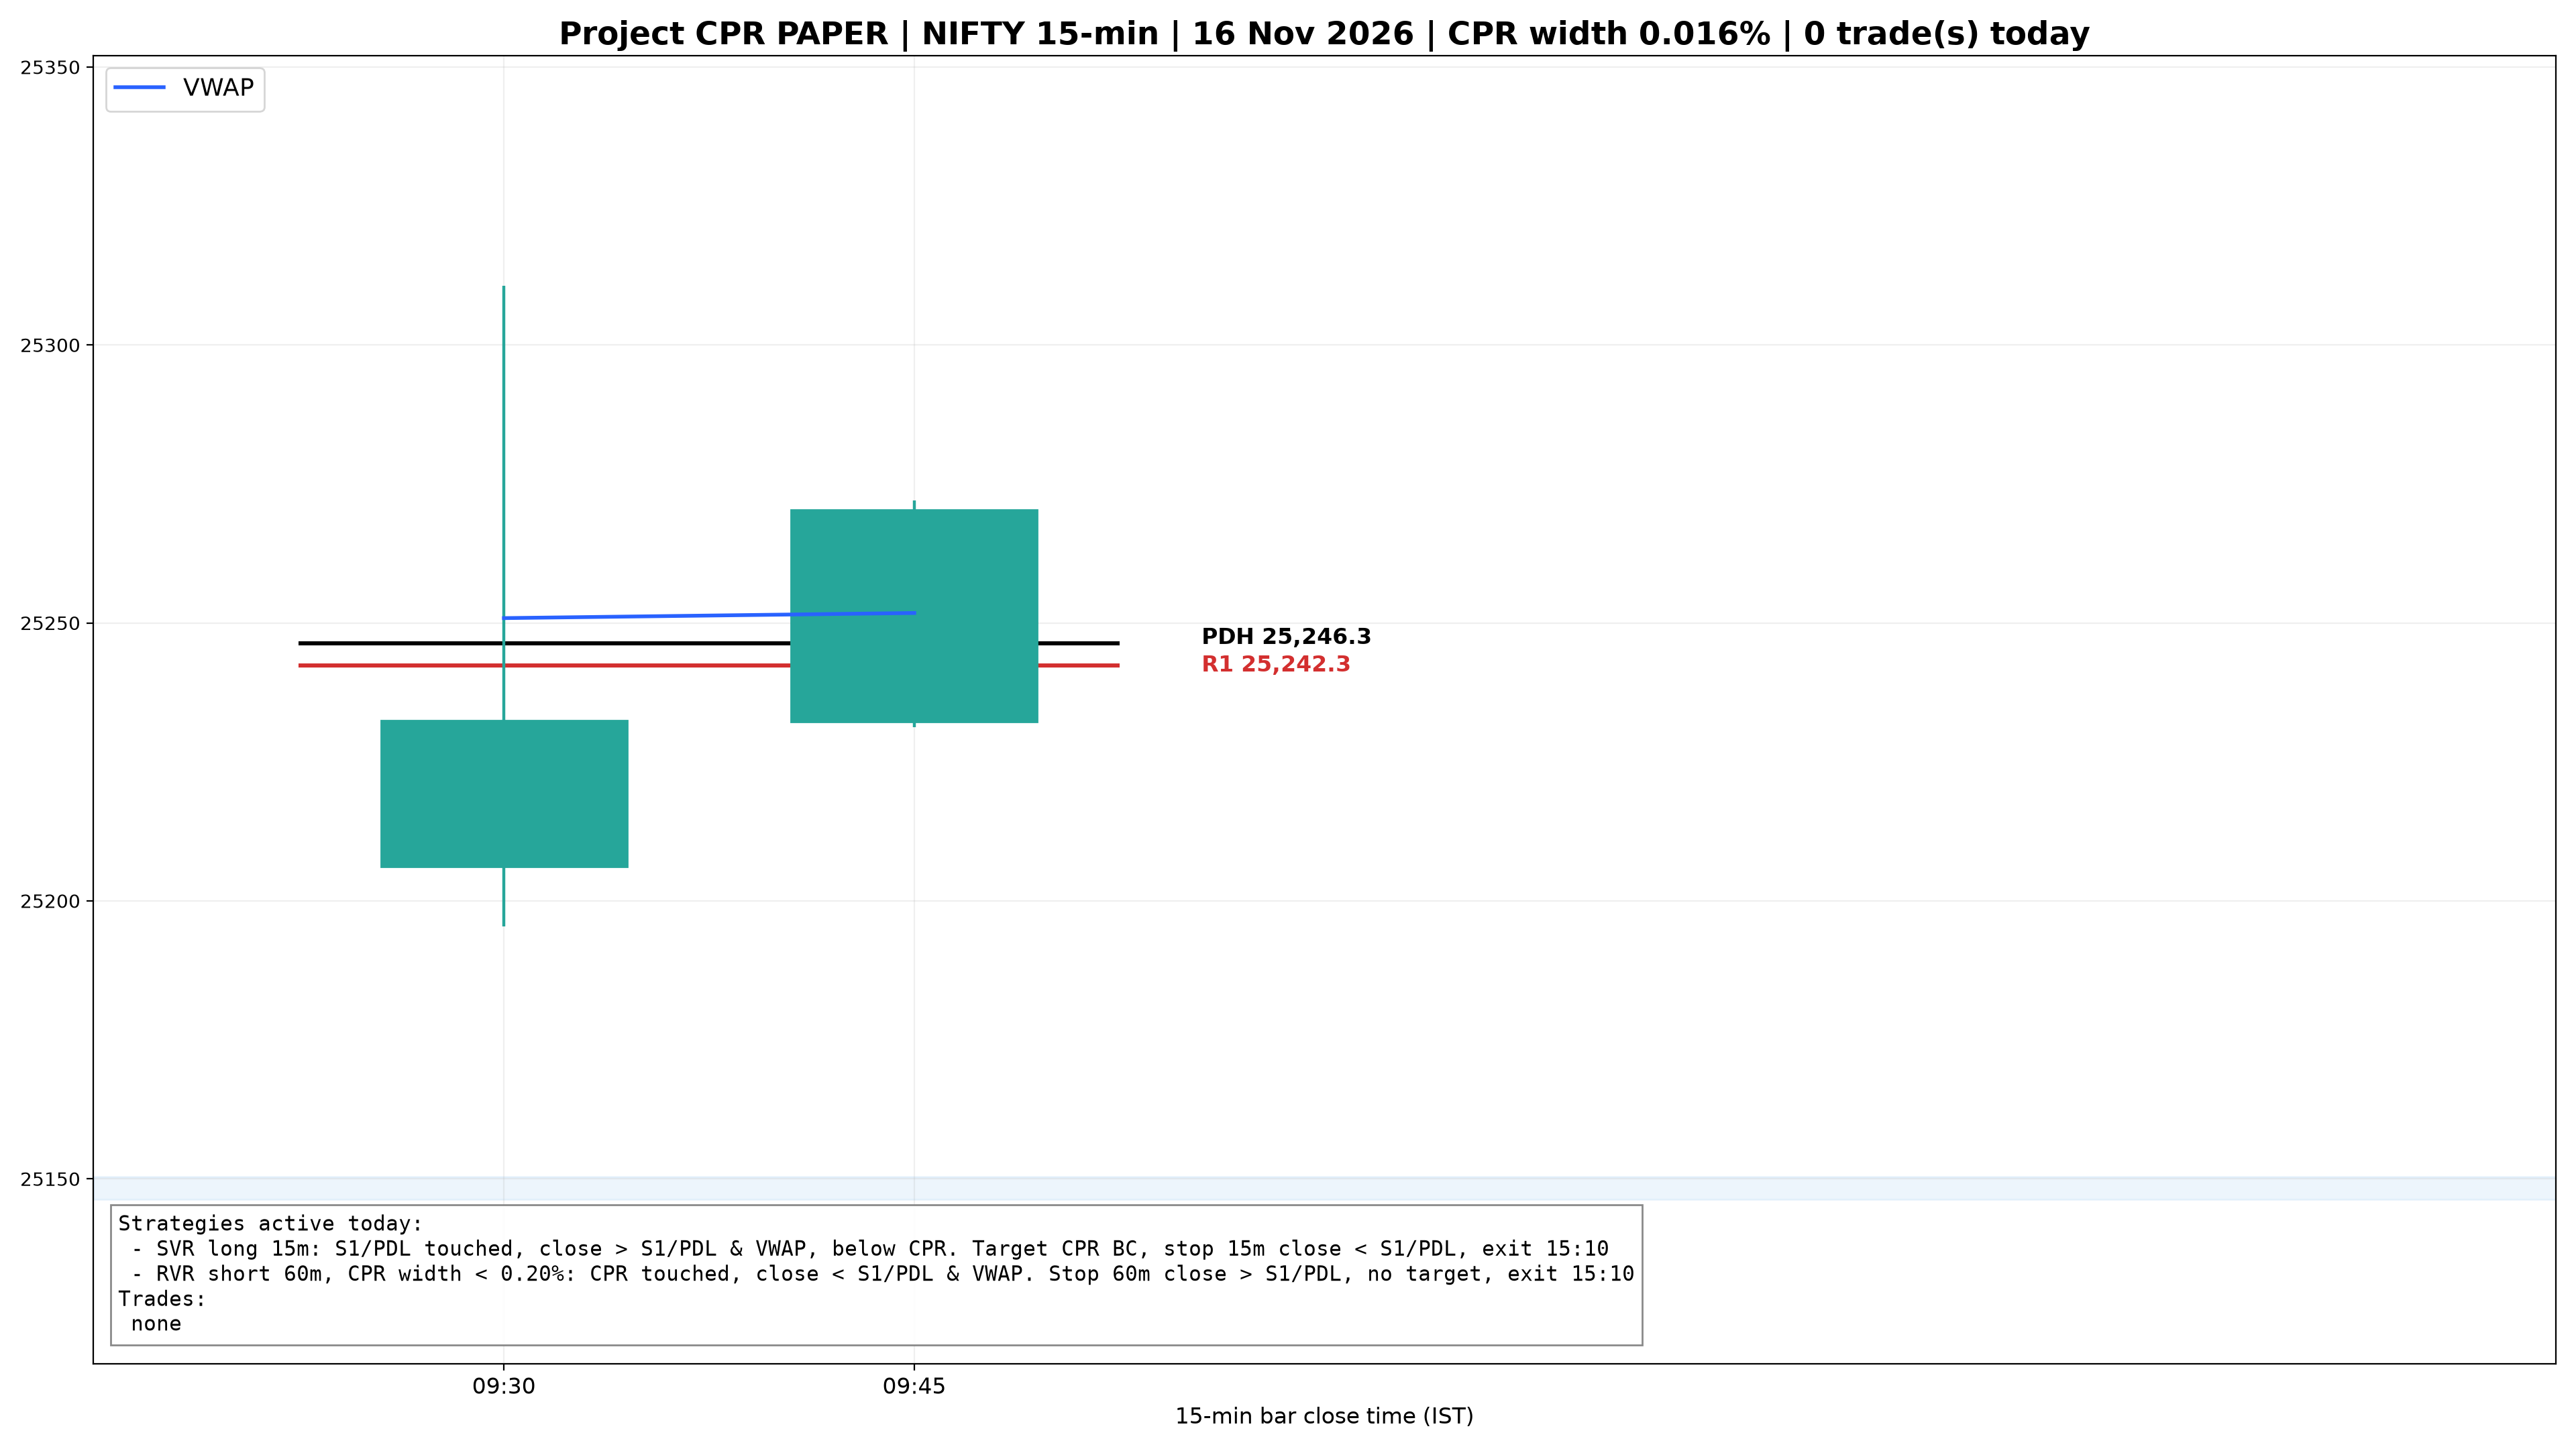 Project CPR PAPER | NIFTY 15-min | 16 Nov 2026 | CPR width 0.016% | 0 trade(s) today
25350
VWAP
25300
25250
PDH 25,246.3
R1 25,242.3
25200
25150
Strategies active today:
- SVR long 15m: S1/PDL touched, close > S1/PDL & VWAP, below CPR. Target CPR BC, stop 15m close < S1/PDL, exit 15:10
- RVR short 60m, CPR width < 0.20%: CPR touched, close < S1/PDL & VWAP. Stop 60m close > S1/PDL, no target, exit 15:10
Trades:
none
09:30 09:45
15-min bar close time (IST)